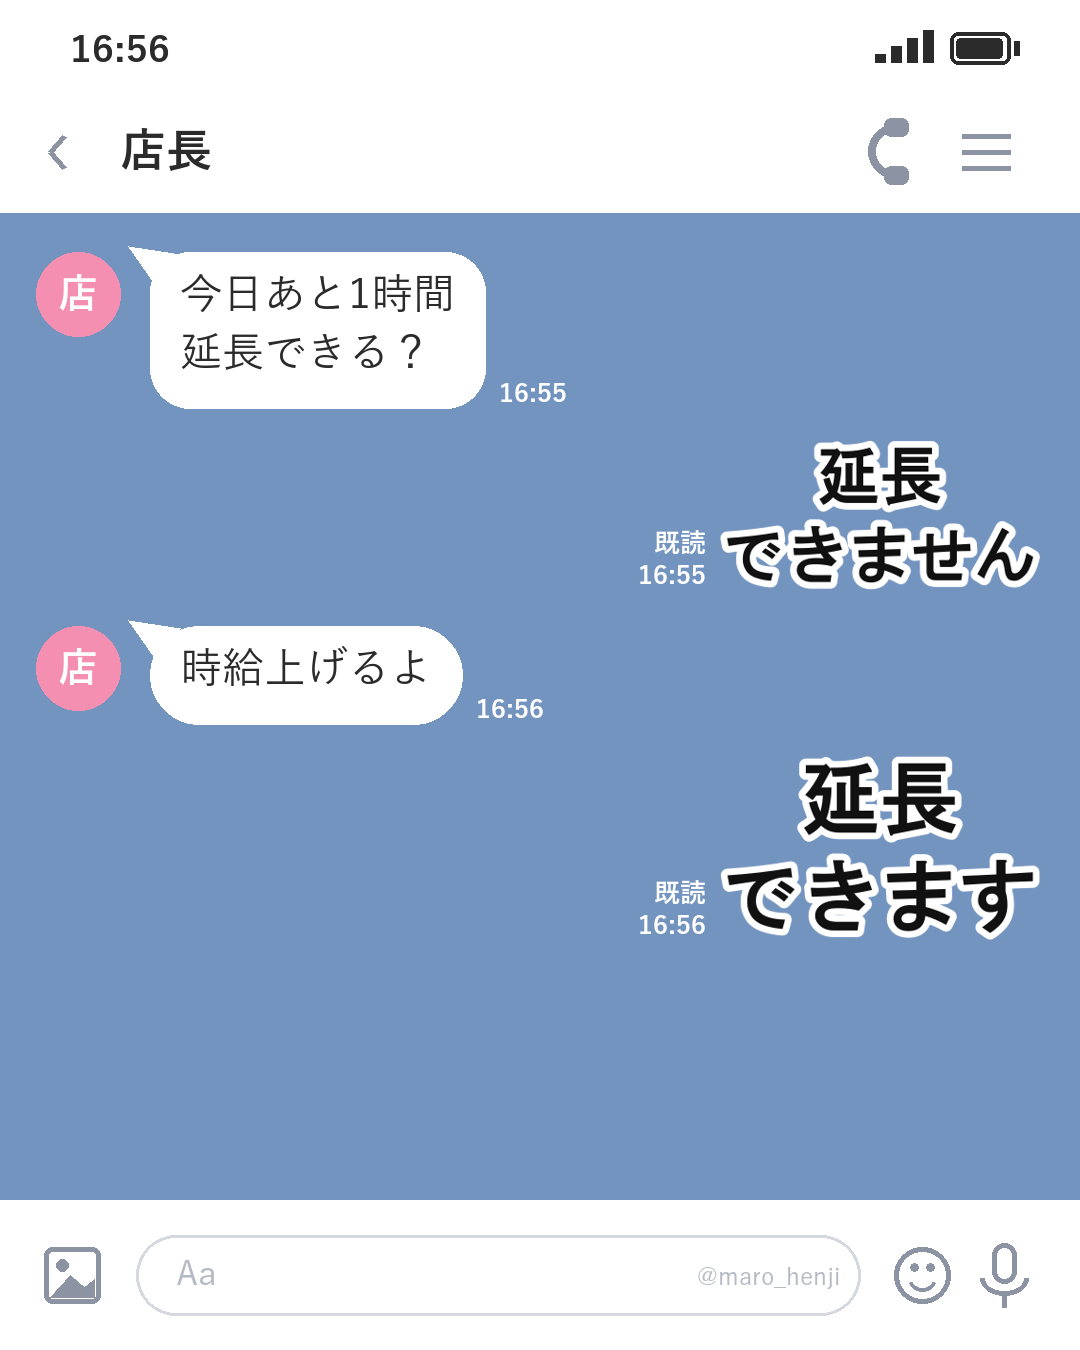 16:56
店長
店
今日あと1時間
延長できる？
16:55
延長
できません
既読
16:55
店
時給上げるよ
16:56
延長
できます
既読
16:56
Aa
@maro_henji